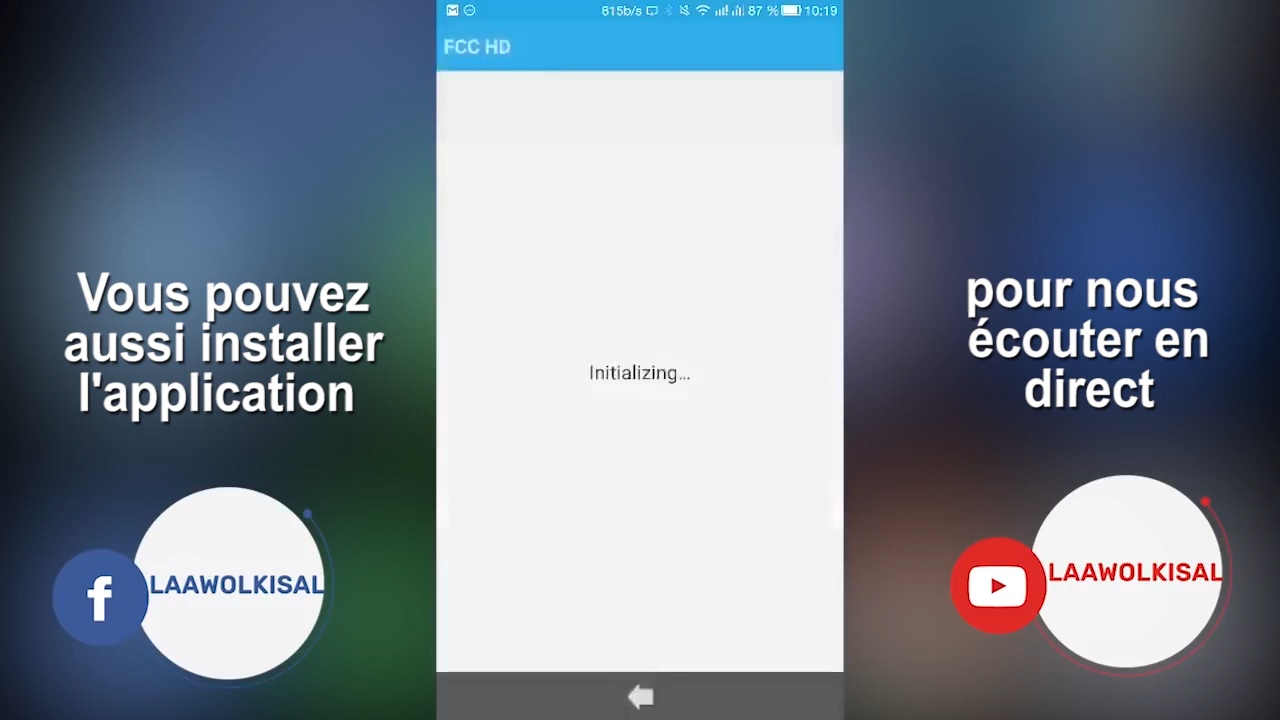 815b/s 87 % 10:19
FCC HD
Initializing...
Vous pouvez
aussi installer
l'application
pour nous
écouter en
direct
f
LAAWOLKISAL
LAAWOLKISAL